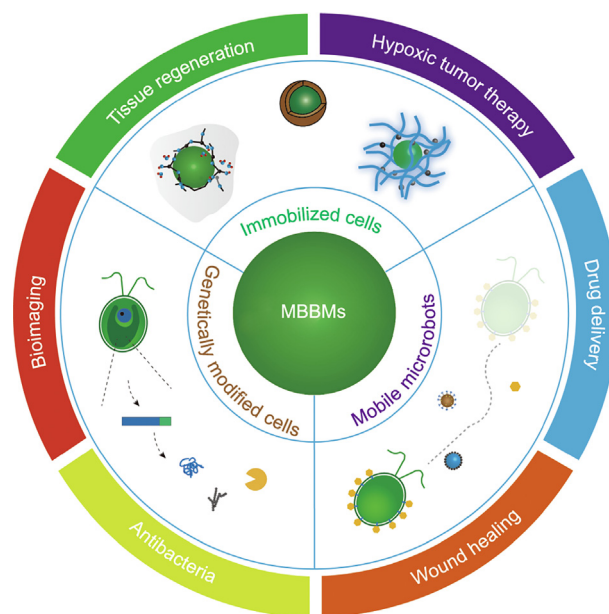 Tissue regeneration
Hypoxic tumor therapy
Drug delivery
Wound healing
Antibacteria
Bioimaging
Immobilized cells
Genetically modified cells
Mobile microrobots
MBBMs